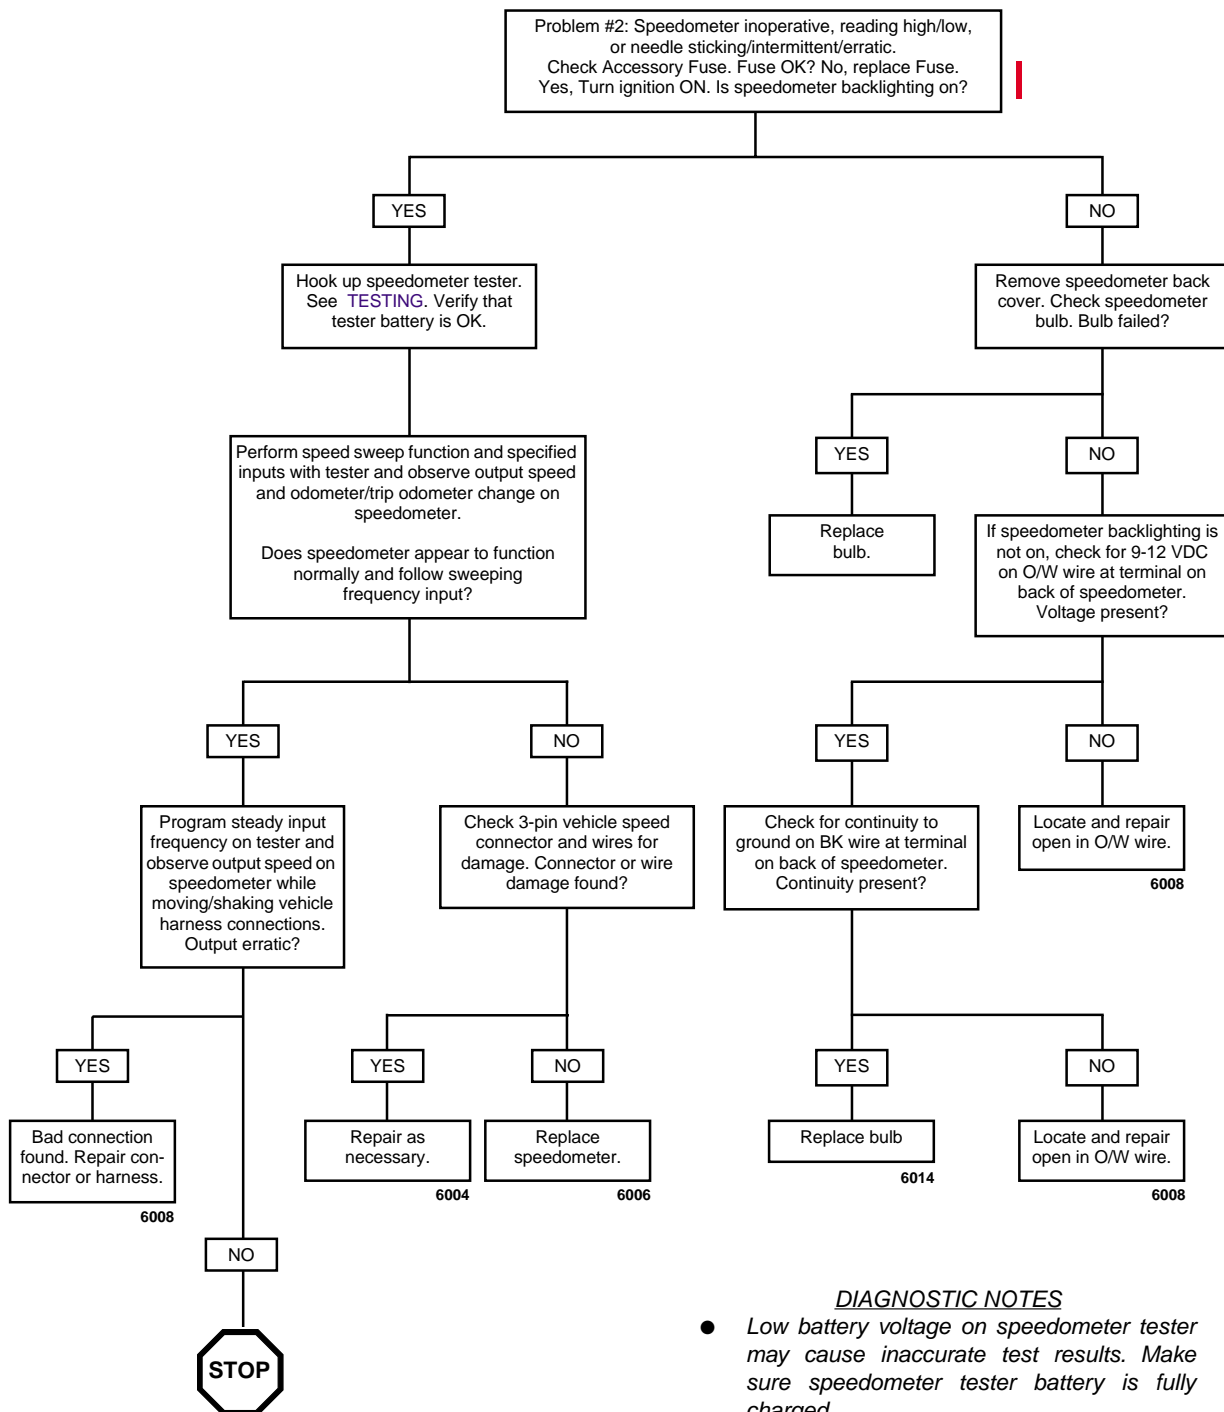 Problem #2: Speedometer inoperative, reading high/low,
or needle sticking/intermittent/erratic.
Check Accessory Fuse. Fuse OK? No, replace Fuse.
Yes, Turn ignition ON. Is speedometer backlighting on?
YES
NO
Hook up speedometer tester.
See TESTING. Verify that
tester battery is OK.
Remove speedometer back
cover. Check speedometer
bulb. Bulb failed?
Perform speed sweep function and specified
inputs with tester and observe output speed
and odometer/trip odometer change on
speedometer.
Does speedometer appear to function
normally and follow sweeping
frequency input?
YES
NO
Replace
bulb.
If speedometer backlighting is
not on, check for 9-12 VDC
on O/W wire at terminal on
back of speedometer.
Voltage present?
YES
NO
YES
NO
Program steady input
frequency on tester and
observe output speed on
speedometer while
moving/shaking vehicle
harness connections.
Output erratic?
Check 3-pin vehicle speed
connector and wires for
damage. Connector or wire
damage found?
Check for continuity to
ground on BK wire at terminal
on back of speedometer.
Continuity present?
Locate and repair
open in O/W wire.
6008
YES
YES
NO
YES
NO
Bad connection
found. Repair con-
nector or harness.
6008
Repair as
necessary.
6004
Replace
speedometer.
6006
Replace bulb
6014
Locate and repair
open in O/W wire.
6008
NO
STOP
DIAGNOSTIC NOTES
● Low battery voltage on speedometer tester
may cause inaccurate test results. Make
sure speedometer tester battery is fully
charged